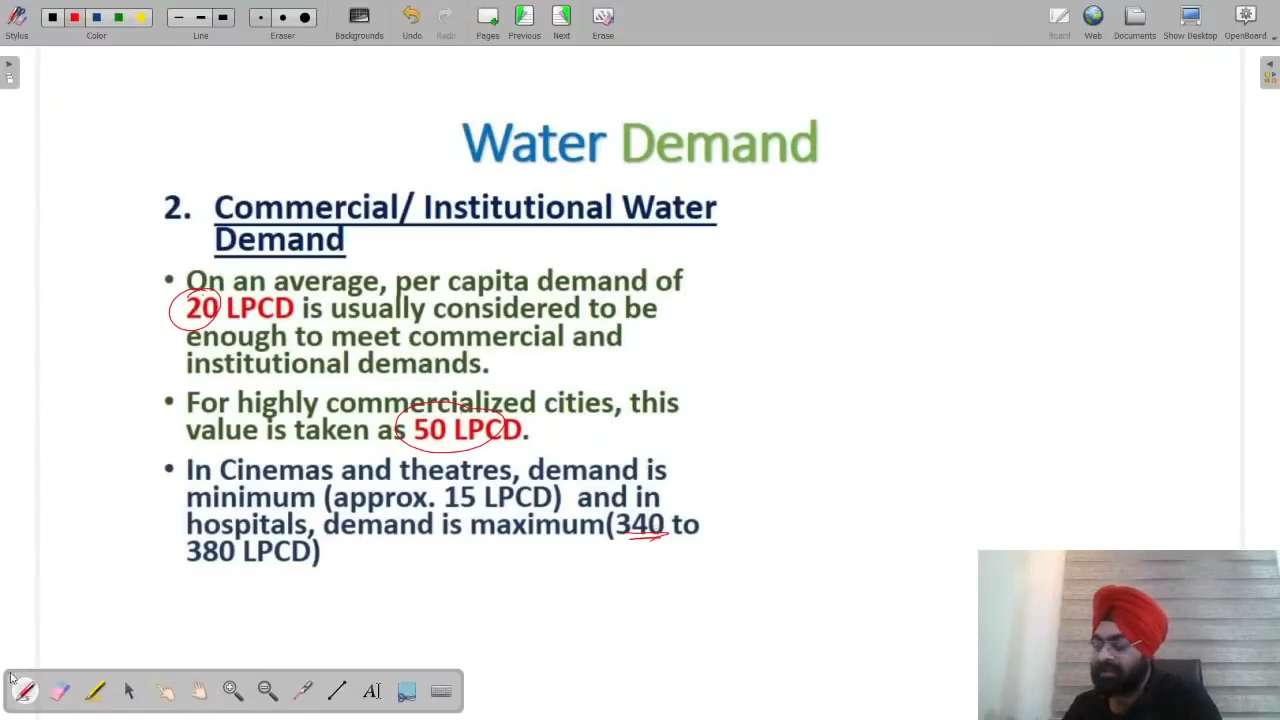 Stylus Color Line Eraser Backgrounds Undo Redo Pages Previous Next Erase Board Web Documents Show Desktop OpenBoard
Water Demand
2. Commercial/ Institutional Water
Demand
• On an average, per capita demand of
20 LPCD is usually considered to be
enough to meet commercial and
institutional demands.
• For highly commercialized cities, this
value is taken as 50 LPCD.
• In Cinemas and theatres, demand is
minimum (approx. 15 LPCD) and in
hospitals, demand is maximum(340 to
380 LPCD)